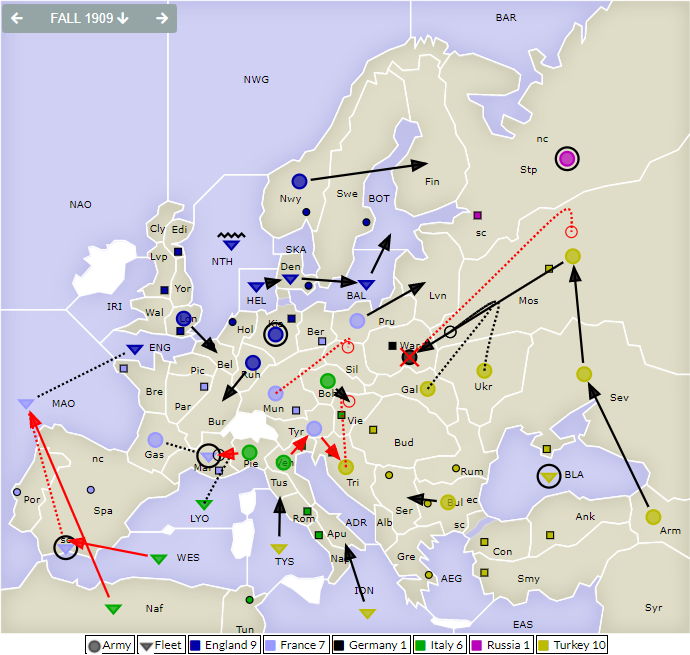 FALL 1909
BAR
NWG
nc
Stp
Fin
Swe
Nwy
BOT
NAO
sc
Cly Edi
SKA
NTH
Lvp
Den
Lvn
Mos
HEL
BAL
Yor
IRI
Wal
Lon
Hol
Kie
Ber
Pru
War
ENG
Bel
Ruh
Sil
Pic
Boh
Gal
Ukr
Sev
MAO
Bre
Mun
Par
Bur
Vie
Tyr
Bud
Gas
nc
Mar
Pie
Ven
Tri
Rum
BLA
Por
Spa
Tus
Ser
Bul
ec
LYO
Rom
ADR
Alb
sc
Ank
Arm
sc
Apu
Con
WES
TYS
Nap
Gre
AEG
Smy
Naf
ION
Syr
Tun
EAS
Army Fleet England 9 France 7 Germany 1 Italy 6 Russia 1 Turkey 10